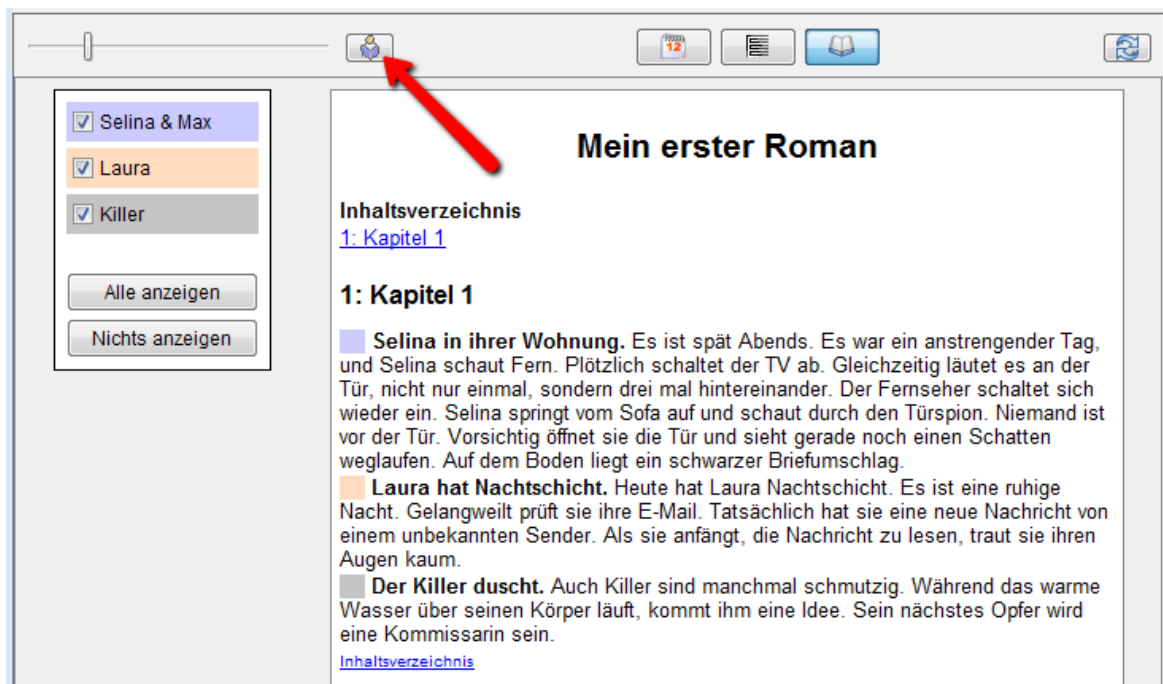 12
Selina & Max
Laura
Killer
Alle anzeigen
Nichts anzeigen
Mein erster Roman
Inhaltsverzeichnis
1: Kapitel 1
1: Kapitel 1
Selina in ihrer Wohnung. Es ist spät Abends. Es war ein anstrengender Tag,
und Selina schaut Fern. Plötzlich schaltet der TV ab. Gleichzeitig läutet es an der
Tür, nicht nur einmal, sondern drei mal hintereinander. Der Fernseher schaltet sich
wieder ein. Selina springt vom Sofa auf und schaut durch den Türspion. Niemand ist
vor der Tür. Vorsichtig öffnet sie die Tür und sieht gerade noch einen Schatten
weglaufen. Auf dem Boden liegt ein schwarzer Briefumschlag.
Laura hat Nachtschicht. Heute hat Laura Nachtschicht. Es ist eine ruhige
Nacht. Gelangweilt prüft sie ihre E-Mail. Tatsächlich hat sie eine neue Nachricht von
einem unbekannten Sender. Als sie anfängt, die Nachricht zu lesen, traut sie ihren
Augen kaum.
Der Killer duscht. Auch Killer sind manchmal schmutzig. Während das warme
Wasser über seinen Körper läuft, kommt ihm eine Idee. Sein nächstes Opfer wird
eine Kommissarin sein.
Inhaltsverzeichnis